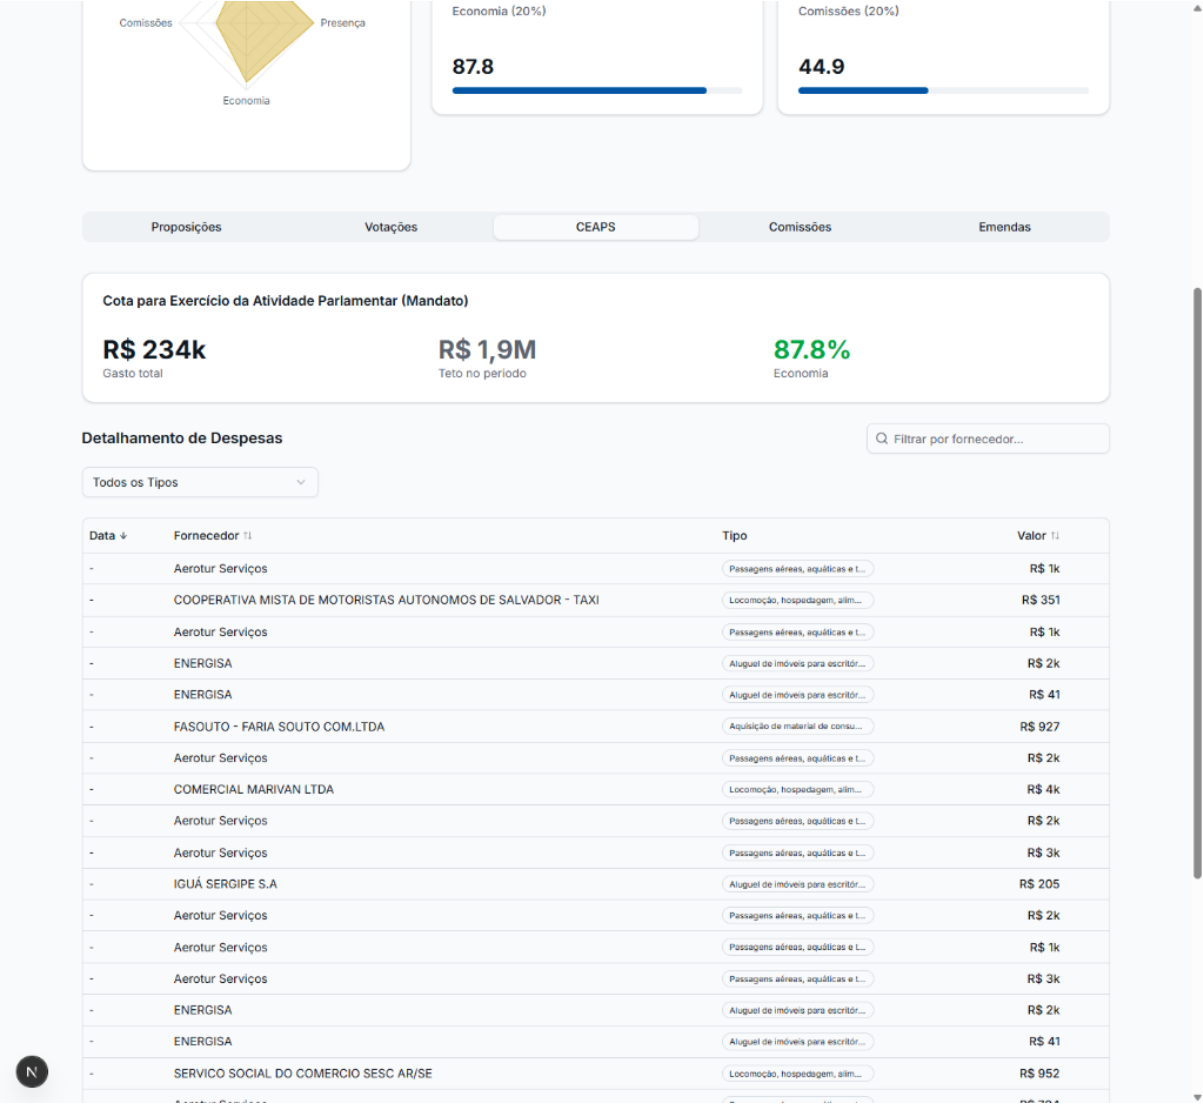 Comissões
Presença
Economia
Economia (20%)
87.8
Comissões (20%)
44.9
Proposições Votações CEAPS Comissões Emendas
Cota para Exercício da Atividade Parlamentar (Mandato)
R$ 234k R$ 1,9M 87.8%
Gasto total Teto no período Economia
Detalhamento de Despesas
Filtrar por fornecedor...
Todos os Tipos
Data ↓ Fornecedor ↑↓ Tipo Valor ↑↓
- Aerotur Serviços Passagens aéreas, aquáticas e t... R$ 1k
- COOPERATIVA MISTA DE MOTORISTAS AUTONOMOS DE SALVADOR - TAXI Locomoção, hospedagem, alim... R$ 351
- Aerotur Serviços Passagens aéreas, aquáticas e t... R$ 1k
- ENERGISA Aluguel de imóveis para escritór... R$ 2k
- ENERGISA Aluguel de imóveis para escritór... R$ 41
- FASOUTO - FARIA SOUTO COM.LTDA Aquisição de material de consu... R$ 927
- Aerotur Serviços Passagens aéreas, aquáticas e t... R$ 2k
- COMERCIAL MARIVAN LTDA Locomoção, hospedagem, alim... R$ 4k
- Aerotur Serviços Passagens aéreas, aquáticas e t... R$ 2k
- Aerotur Serviços Passagens aéreas, aquáticas e t... R$ 3k
- IGUÁ SERGIPE S.A Aluguel de imóveis para escritór... R$ 205
- Aerotur Serviços Passagens aéreas, aquáticas e t... R$ 2k
- Aerotur Serviços Passagens aéreas, aquáticas e t... R$ 1k
- Aerotur Serviços Passagens aéreas, aquáticas e t... R$ 3k
- ENERGISA Aluguel de imóveis para escritór... R$ 2k
- ENERGISA Aluguel de imóveis para escritór... R$ 41
- SERVICO SOCIAL DO COMERCIO SESC AR/SE Locomoção, hospedagem, alim... R$ 952
Aerotur Serviços
N